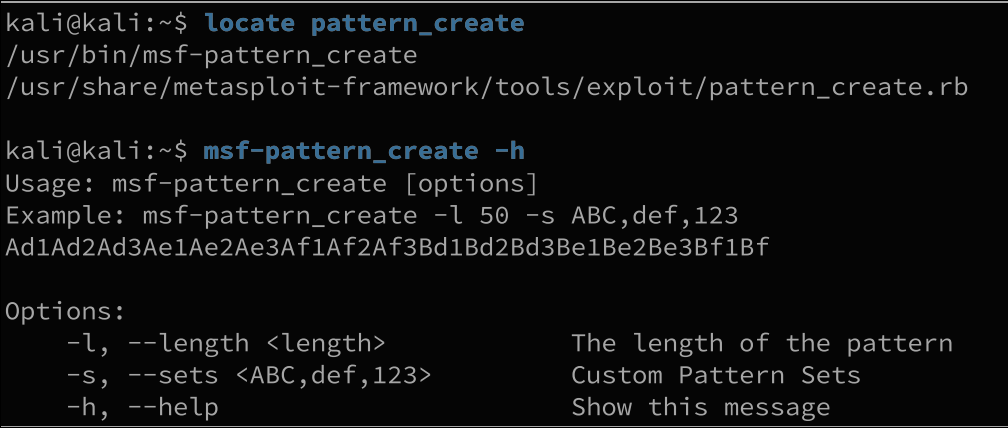 kali@kali:~$ locate pattern_create
/usr/bin/msf-pattern_create
/usr/share/metasploit-framework/tools/exploit/pattern_create.rb
kali@kali:~$ msf-pattern_create -h
Usage: msf-pattern_create [options]
Example: msf-pattern_create -l 50 -s ABC,def,123
Ad1Ad2Ad3Ae1Ae2Ae3Af1Af2Af3Bd1Bd2Bd3Be1Be2Be3Bf1Bf
Options:
-l, --length <length> The length of the pattern
-s, --sets <ABC,def,123> Custom Pattern Sets
-h, --help Show this message